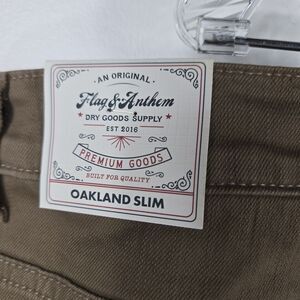 AN ORIGINAL
Flag & Anthem
DRY GOODS SUPPLY
EST 2016
PREMIUM GOODS
BUILT FOR QUALITY
OAKLAND SLIM